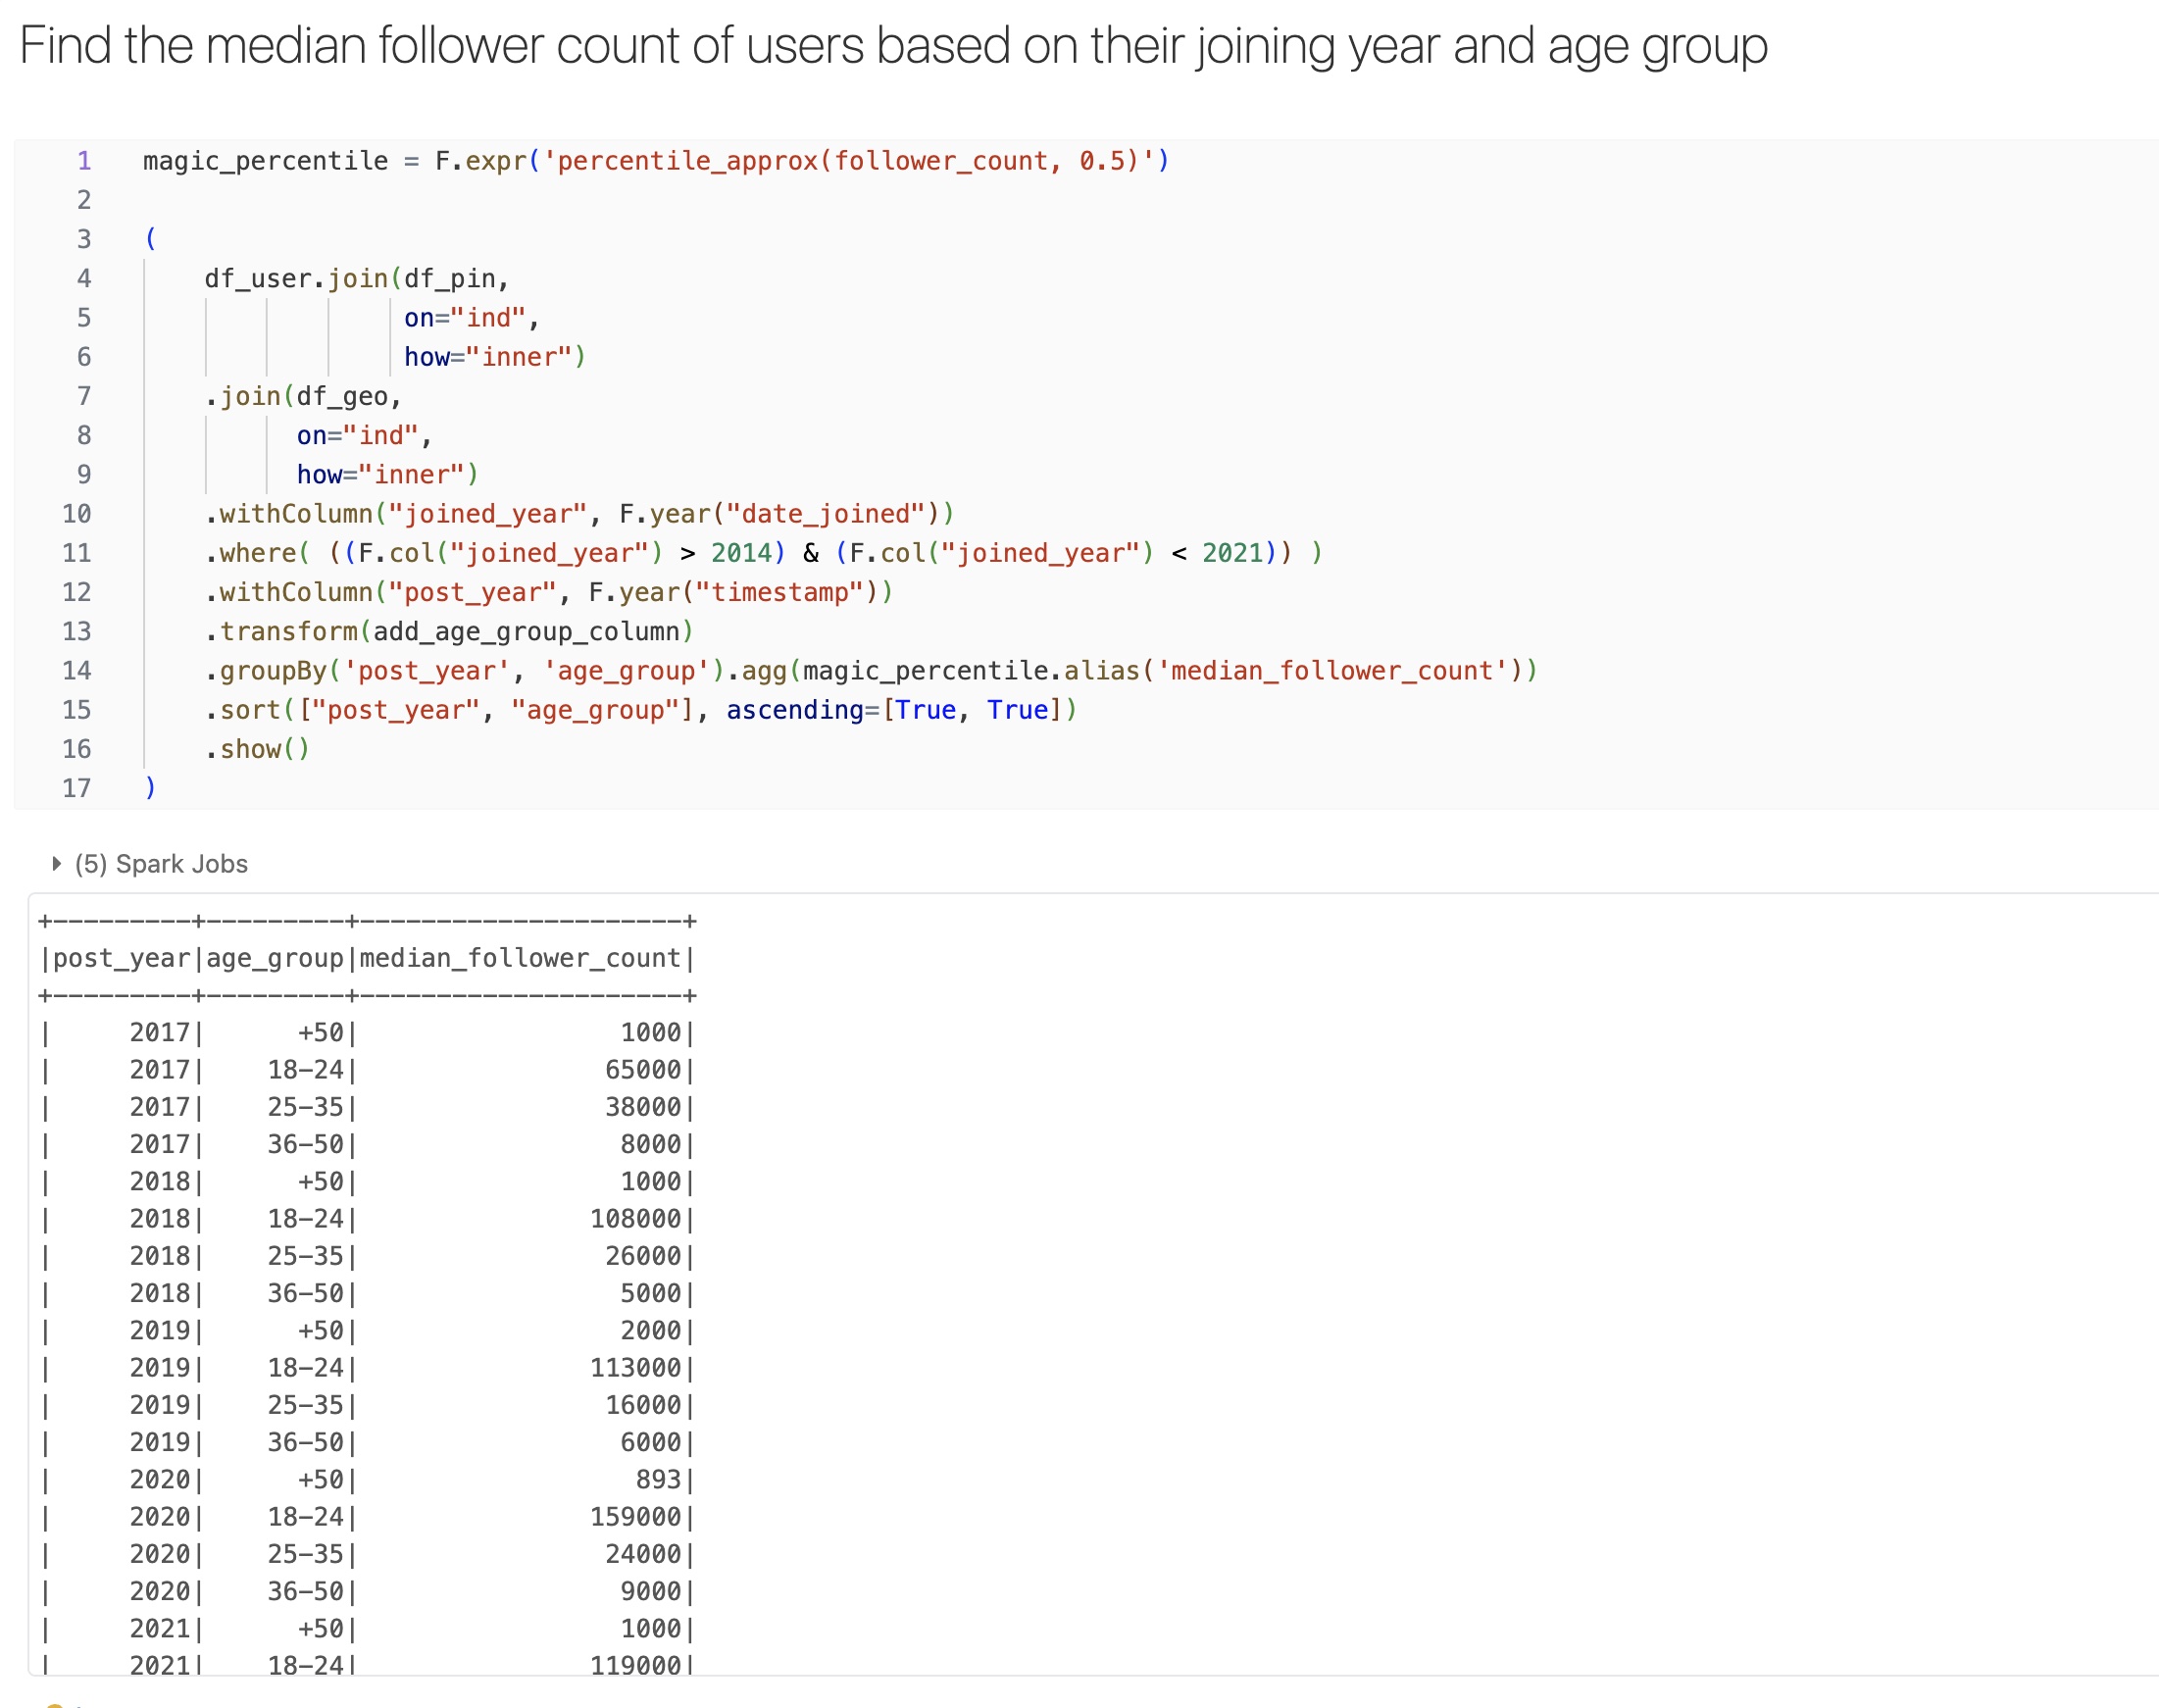 Find the median follower count of users based on their joining year and age group
1 magic_percentile = F.expr('percentile_approx(follower_count, 0.5)')
2
3 (
4 df_user.join(df_pin,
5 on="ind",
6 how="inner")
7 .join(df_geo,
8 on="ind",
9 how="inner")
10 .withColumn("joined_year", F.year("date_joined"))
11 .where( ((F.col("joined_year") > 2014) & (F.col("joined_year") < 2021)) )
12 .withColumn("post_year", F.year("timestamp"))
13 .transform(add_age_group_column)
14 .groupBy('post_year', 'age_group').agg(magic_percentile.alias('median_follower_count'))
15 .sort(["post_year", "age_group"], ascending=[True, True])
16 .show()
17 )
(5) Spark Jobs
+---------+---------+---------------------+
|post_year|age_group|median_follower_count|
+---------+---------+---------------------+
|     2017|      +50|                 1000|
|     2017|    18-24|                65000|
|     2017|    25-35|                38000|
|     2017|    36-50|                 8000|
|     2018|      +50|                 1000|
|     2018|    18-24|               108000|
|     2018|    25-35|                26000|
|     2018|    36-50|                 5000|
|     2019|      +50|                 2000|
|     2019|    18-24|               113000|
|     2019|    25-35|                16000|
|     2019|    36-50|                 6000|
|     2020|      +50|                  893|
|     2020|    18-24|               159000|
|     2020|    25-35|                24000|
|     2020|    36-50|                 9000|
|     2021|      +50|                 1000|
|     2021|    18-24|               119000|